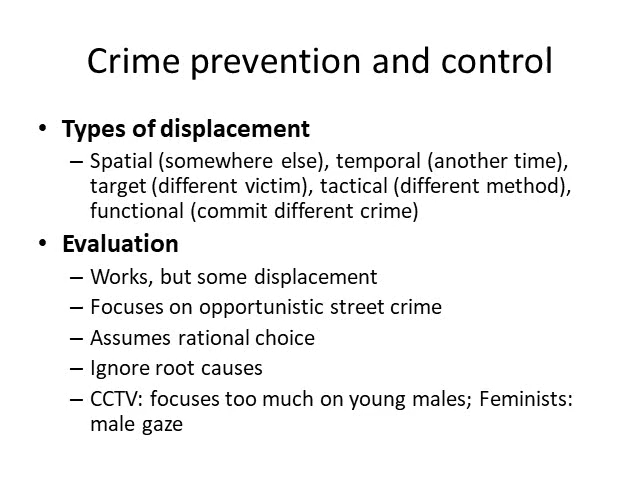 Crime prevention and control
• Types of displacement
– Spatial (somewhere else), temporal (another time),
target (different victim), tactical (different method),
functional (commit different crime)
• Evaluation
– Works, but some displacement
– Focuses on opportunistic street crime
– Assumes rational choice
– Ignore root causes
– CCTV: focuses too much on young males; Feminists:
male gaze